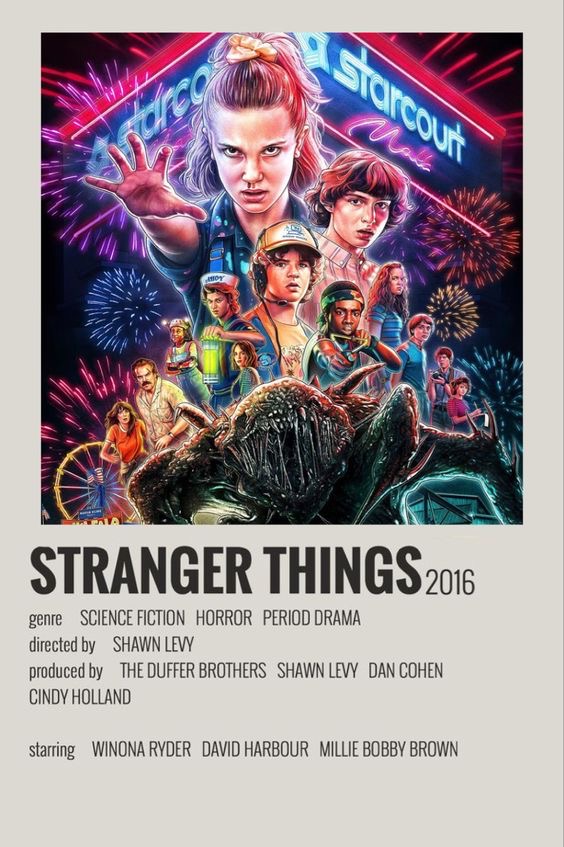 starcourt
Mall
STRANGER THINGS 2016
genre SCIENCE FICTION HORROR PERIOD DRAMA
directed by SHAWN LEVY
produced by THE DUFFER BROTHERS SHAWN LEVY DAN COHEN
CINDY HOLLAND
starring WINONA RYDER DAVID HARBOUR MILLIE BOBBY BROWN